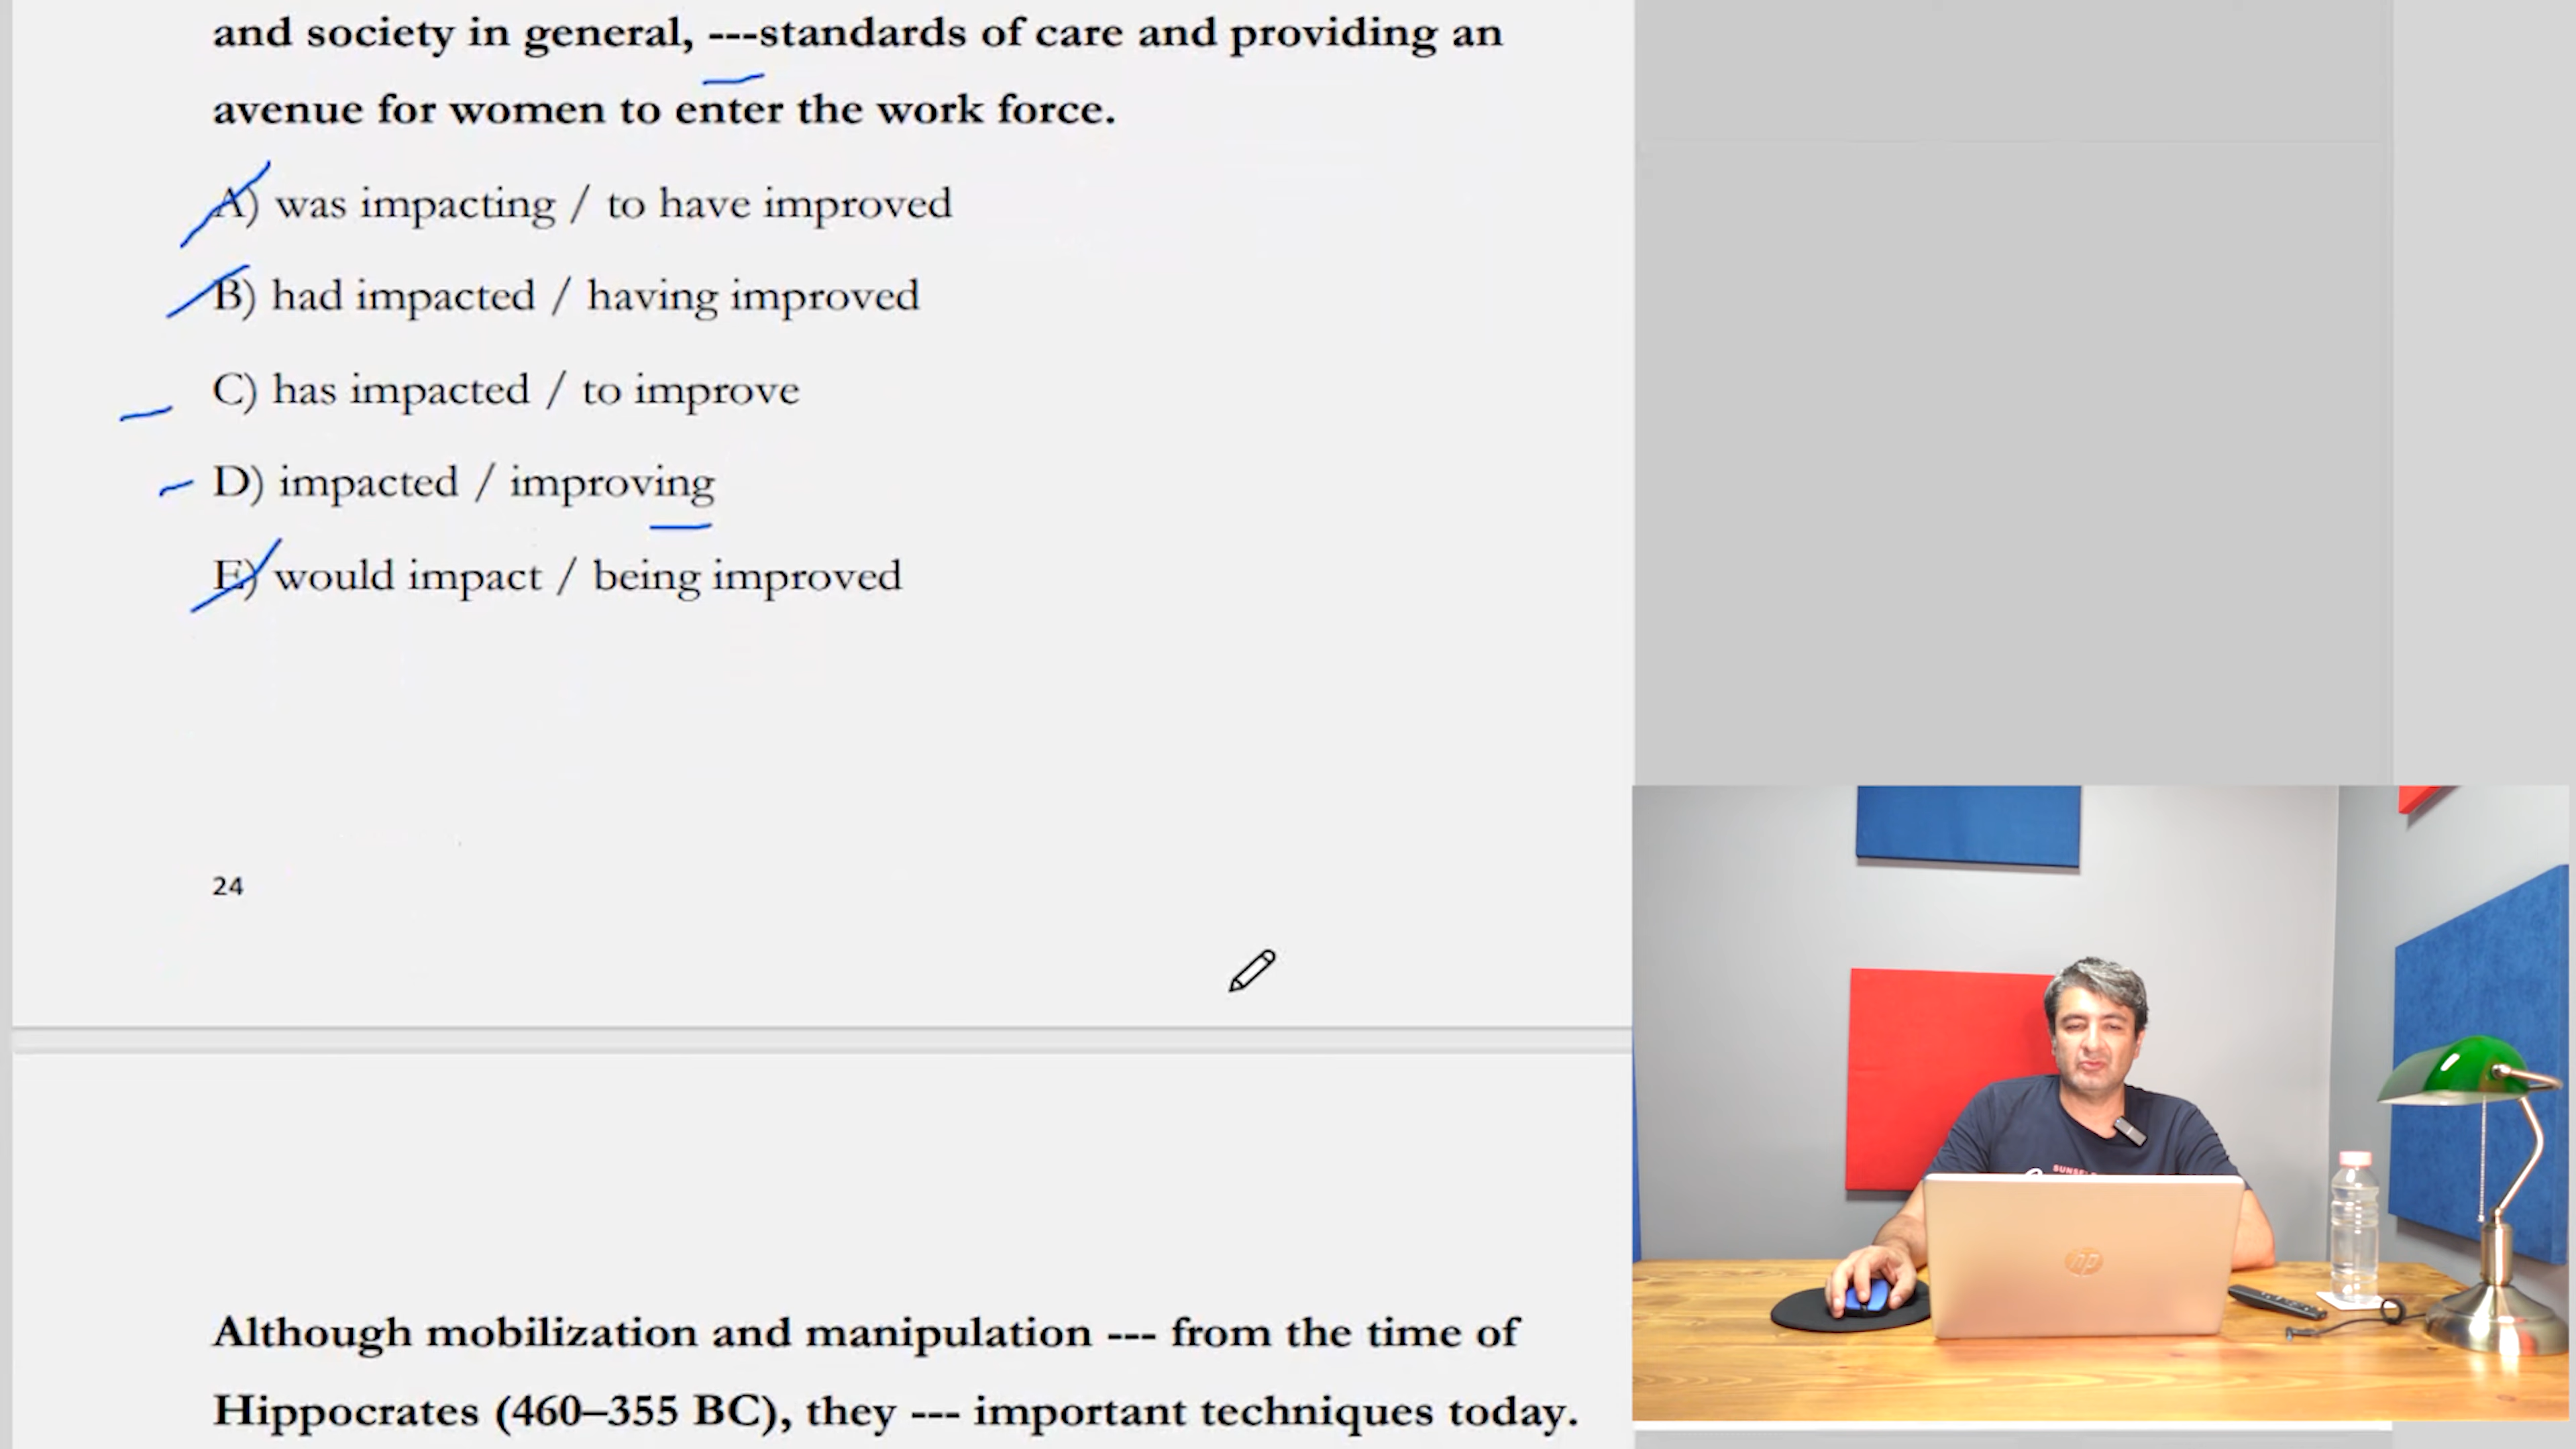 and society in general, ---standards of care and providing an
avenue for women to enter the work force.
A) was impacting / to have improved
B) had impacted / having improved
C) has impacted / to improve
D) impacted / improving
E) would impact / being improved
24
Although mobilization and manipulation --- from the time of
Hippocrates (460–355 BC), they --- important techniques today.
hp